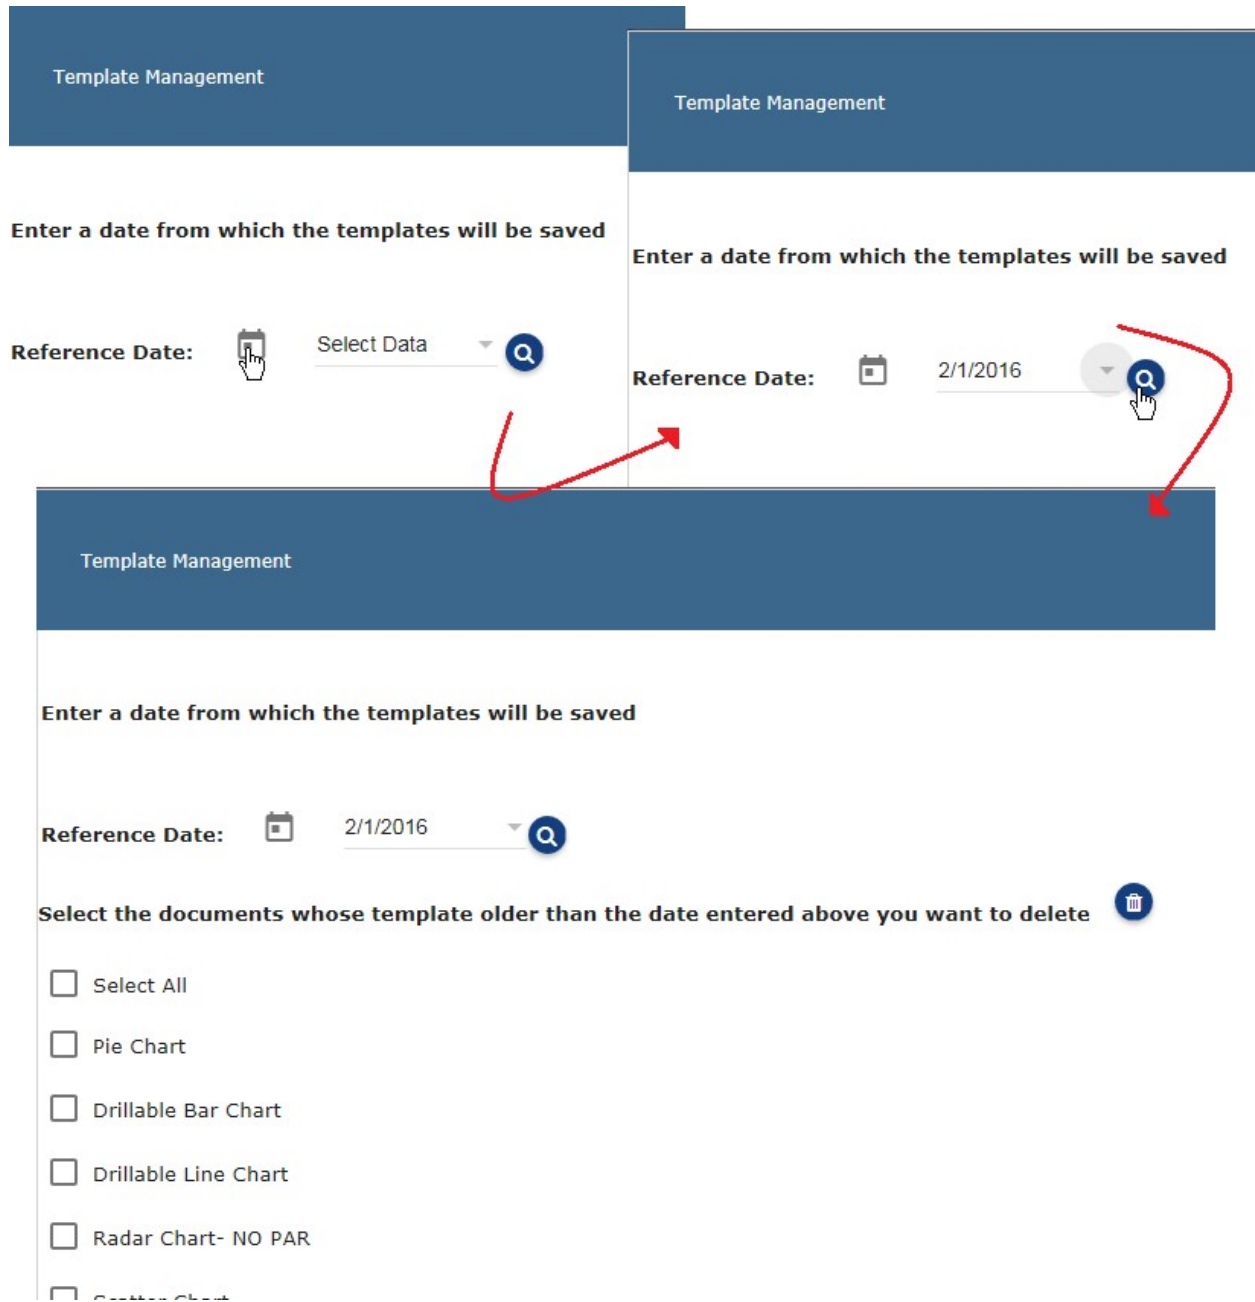 Template Management
Enter a date from which the templates will be saved
Reference Date: Select Data
Template Management
Enter a date from which the templates will be saved
Reference Date: 2/1/2016
Template Management
Enter a date from which the templates will be saved
Reference Date: 2/1/2016
Select the documents whose template older than the date entered above you want to delete
Select All
Pie Chart
Drillable Bar Chart
Drillable Line Chart
Radar Chart- NO PAR
Scatter Chart